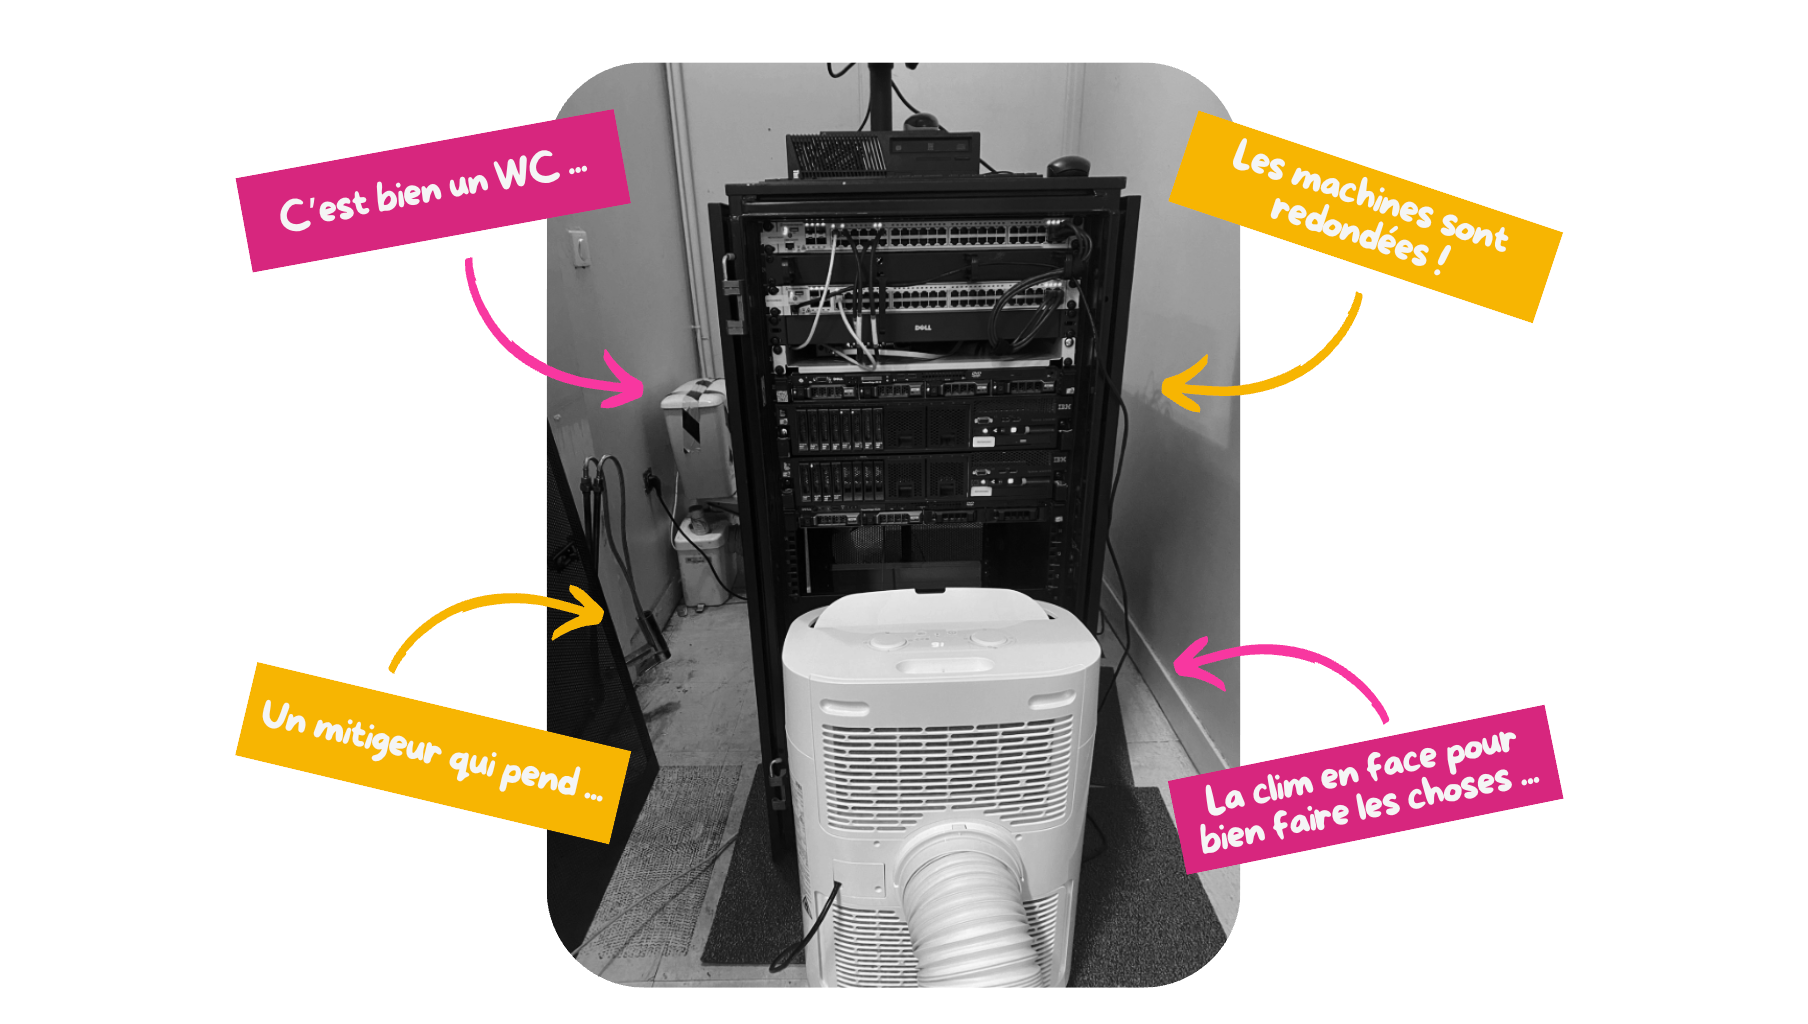 C'est bien un WC ...
Les machines sont
redondées !
DELL
IBM
IBM
Un mitigeur qui pend ...
La clim en face pour
bien faire les choses ...